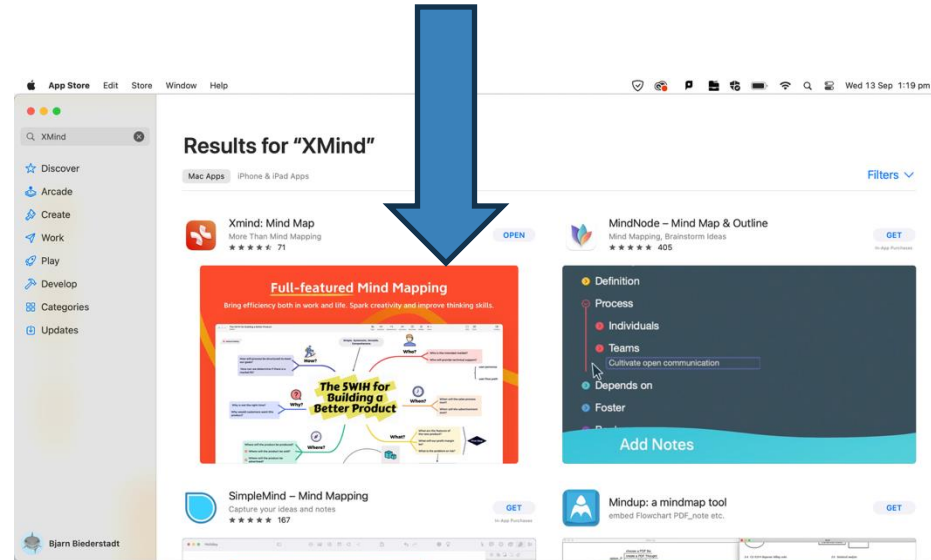 App Store Edit Store Window Help
Wed 13 Sep 1:19 pm
XMind
Discover
Arcade
Create
Work
Play
Develop
Categories
Updates
Bjarn Biederstadt
Results for “XMind”
Mac Apps iPhone & iPad Apps
Filters
Xmind: Mind Map
More Than Mind Mapping
71
OPEN
Full-featured Mind Mapping
Bring efficiency both in work and life. Spark creativity and improve thinking skills.
How?
Who?
The 5WIH for
Building a
Better Product
Why?
When?
Where?
What?
MindNode – Mind Map & Outline
Mind Mapping, Brainstorm Ideas
405
GET
In-App Purchases
Definition
Process
Individuals
Teams
Cultivate open communication
Depends on
Foster
Add Notes
SimpleMind – Mind Mapping
Capture your ideas and notes
167
GET
In-App Purchases
Mindup: a mindmap tool
embed Flowchart PDF_note etc.
GET